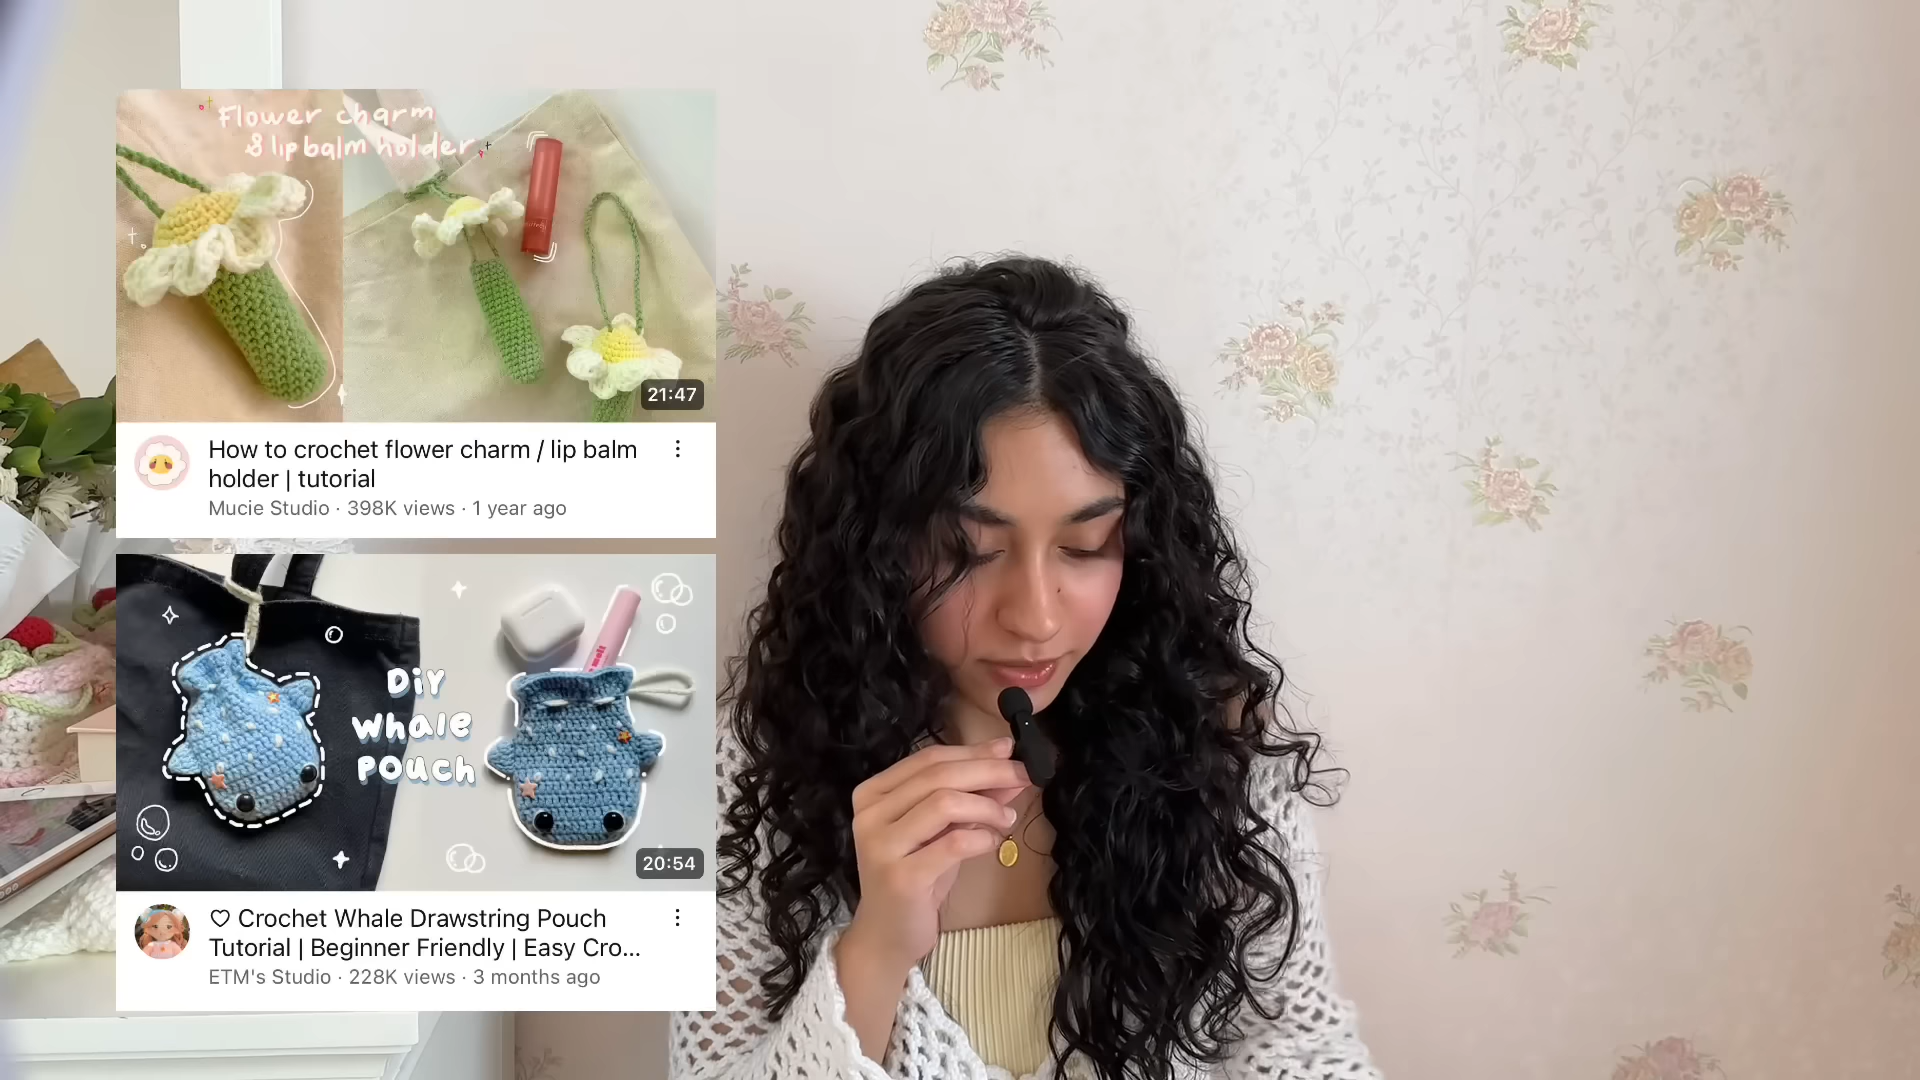 Flower charm
& lip balm holder
21:47
How to crochet flower charm / lip balm
holder | tutorial
Mucie Studio · 398K views · 1 year ago
DiY
whale
pouch
20:54
♡ Crochet Whale Drawstring Pouch
Tutorial | Beginner Friendly | Easy Cro...
ETM's Studio · 228K views · 3 months ago